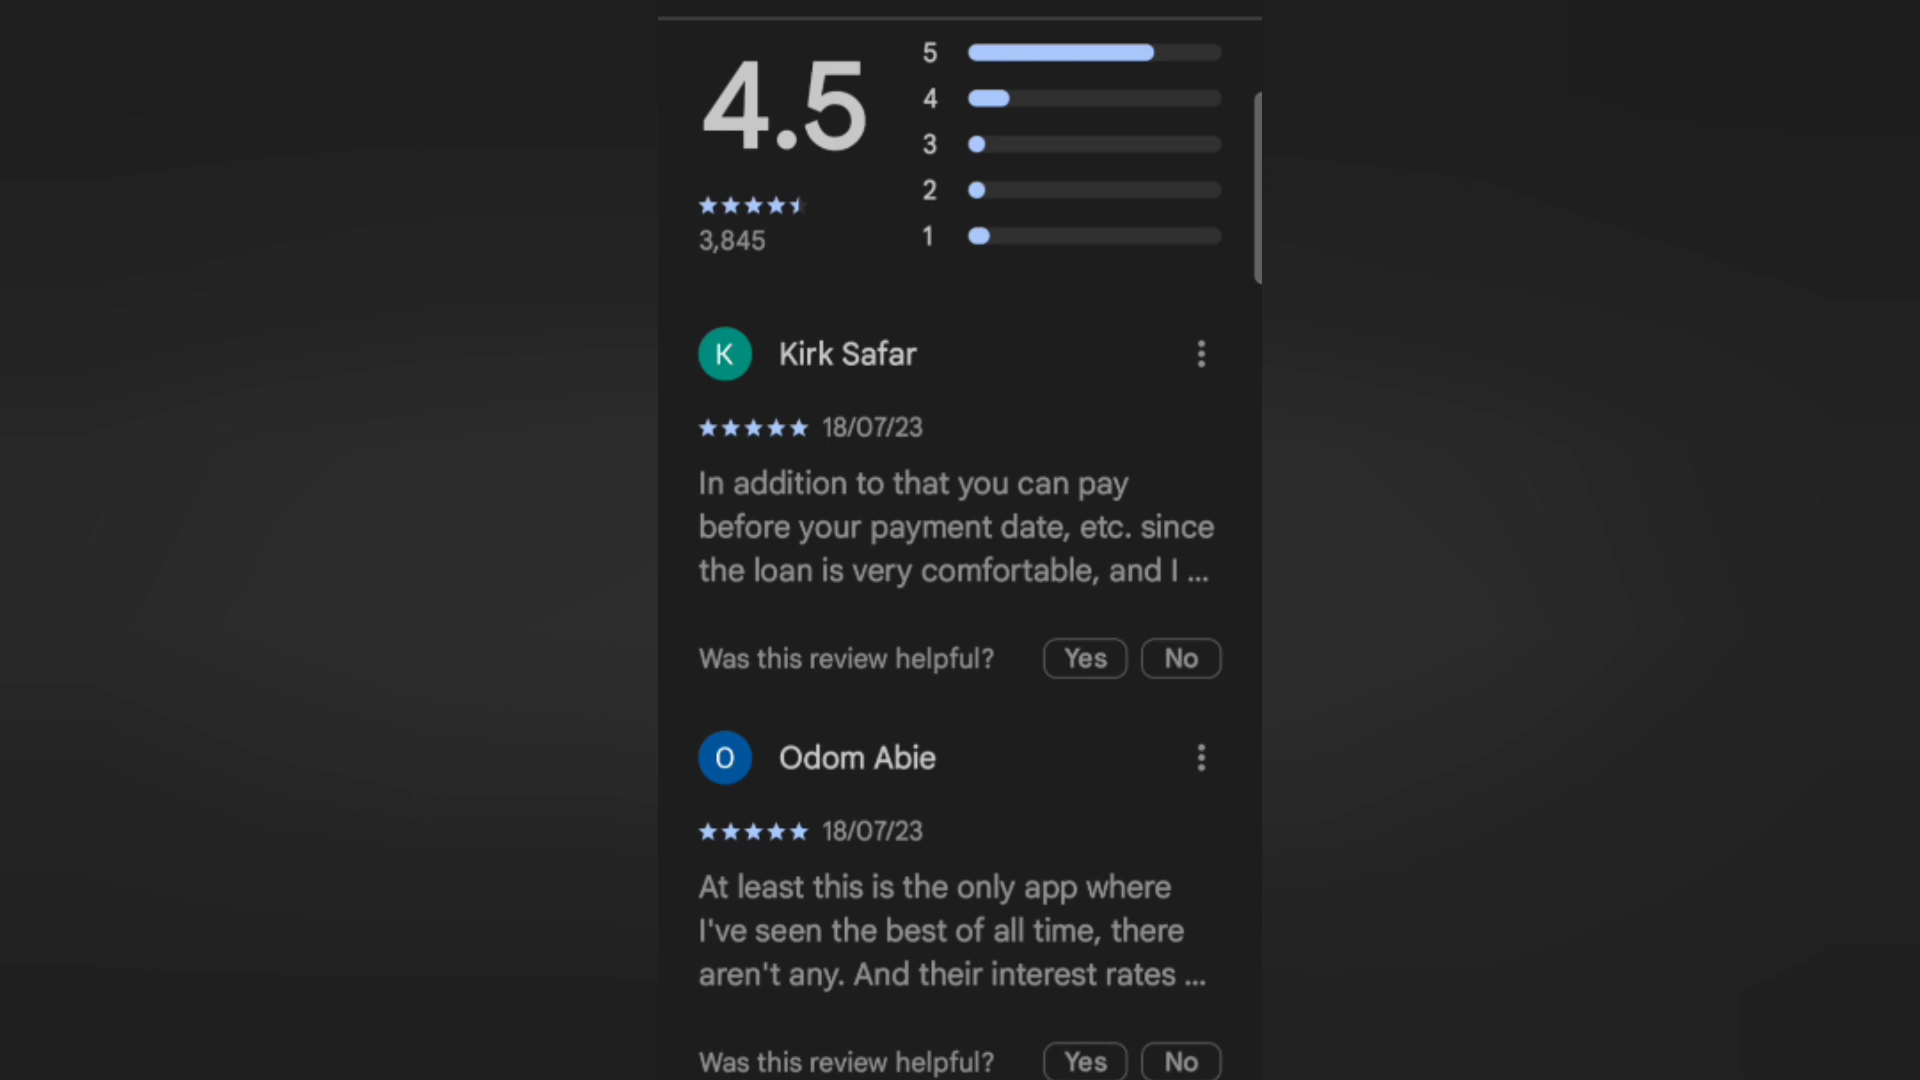 4.5
3,845
5
4
3
2
1
K
Kirk Safar
18/07/23
In addition to that you can pay
before your payment date, etc. since
the loan is very comfortable, and I ...
Was this review helpful?
Yes
No
O
Odom Abie
18/07/23
At least this is the only app where
I've seen the best of all time, there
aren't any. And their interest rates ...
Was this review helpful?
Yes
No